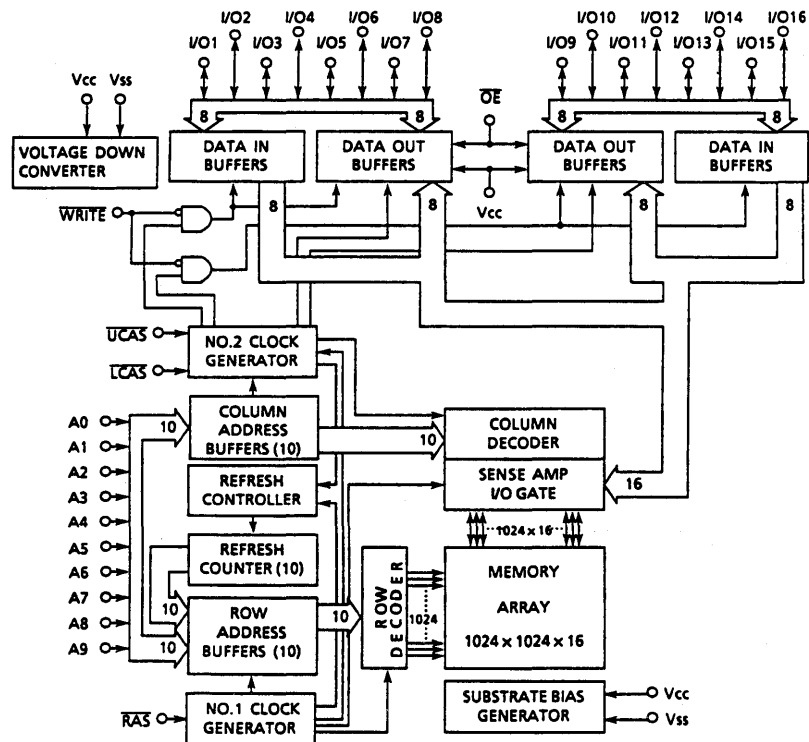 I/O2 I/O4 I/O6 I/O8 I/O10 I/O12 I/O14 I/O16
I/O1 I/O3 I/O5 I/O7 I/O9 I/O11 I/O13 I/O15
Vcc Vss
OE
8 8 8 8
VOLTAGE DOWN
CONVERTER
DATA IN
BUFFERS
DATA OUT
BUFFERS
DATA OUT
BUFFERS
DATA IN
BUFFERS
WRITE
8 8 8 8
Vcc
UCAS
LCAS
NO.2 CLOCK
GENERATOR
A0
A1
A2
A3
A4
A5
A6
A7
A8
A9
10
COLUMN
ADDRESS
BUFFERS (10)
10
COLUMN
DECODER
REFRESH
CONTROLLER
SENSE AMP
I/O GATE
16
1024 x 16
REFRESH
COUNTER (10)
10
10
ROW
ADDRESS
BUFFERS (10)
10
ROW
DECODER
1024
MEMORY
ARRAY
1024 x 1024 x 16
RAS
NO.1 CLOCK
GENERATOR
SUBSTRATE BIAS
GENERATOR
Vcc
Vss